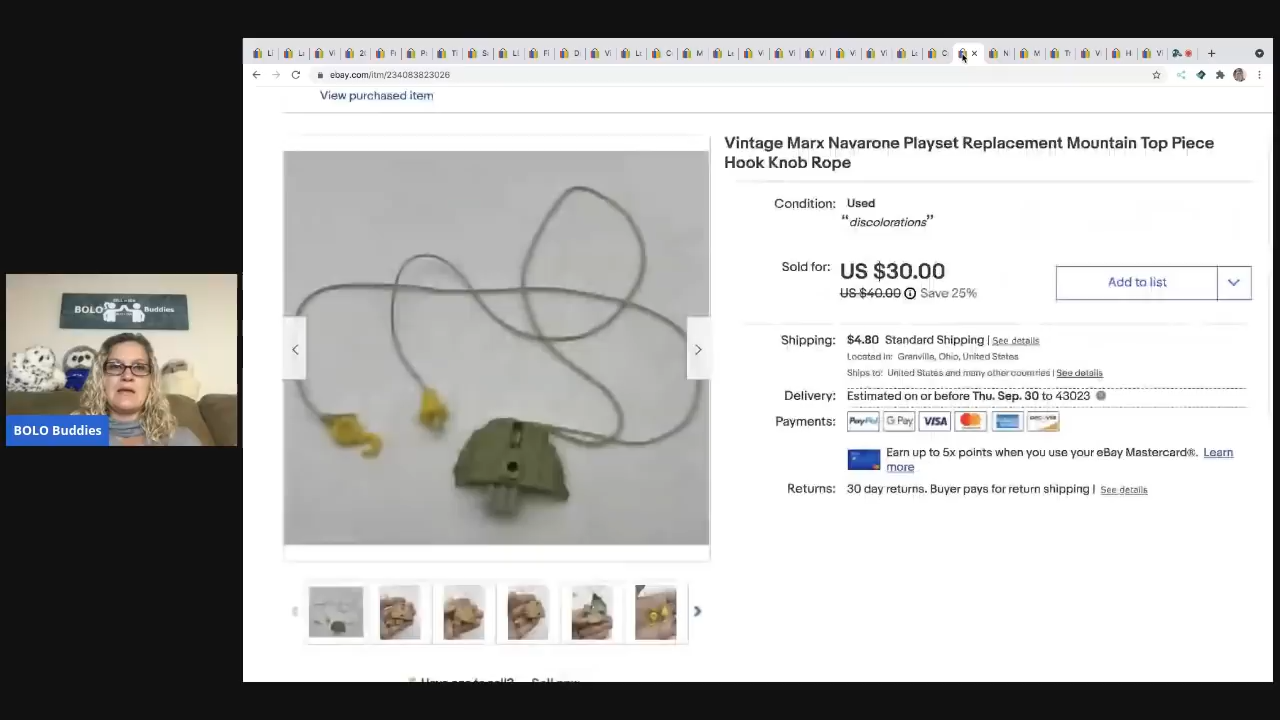 ebay.com/itm/234083823026
View purchased item
Vintage Marx Navarone Playset Replacement Mountain Top Piece
Hook Knob Rope
Condition: Used
“discolorations”
Sold for: US $30.00
US $40.00 Save 25%
Add to list
Shipping: $4.80 Standard Shipping | See details
Located in: Granville, Ohio, United States
Ships to: United States and many other countries | See details
Delivery: Estimated on or before Thu. Sep. 30 to 43023
Payments: PayPal G Pay VISA
Earn up to 5x points when you use your eBay Mastercard®. Learn
more
Returns: 30 day returns. Buyer pays for return shipping | See details
BOLO Buddies
BOLO Buddies